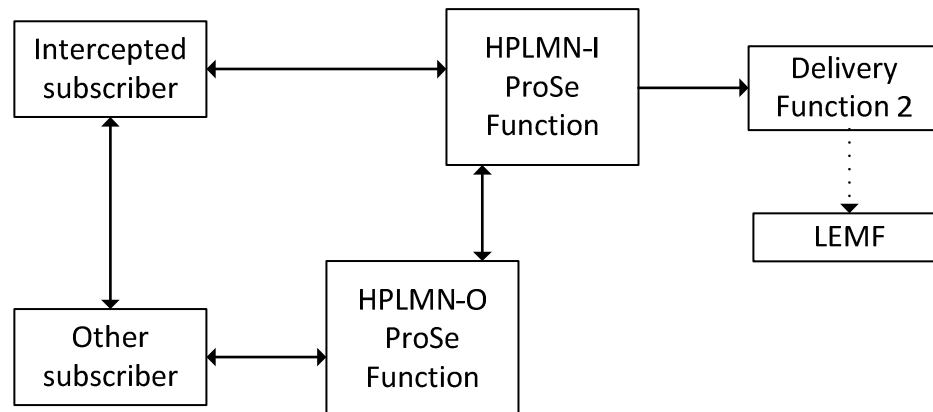 Intercepted
subscriber
HPLMN-I
ProSe
Function
Delivery
Function 2
LEMF
HPLMN-O
ProSe
Function
Other
subscriber